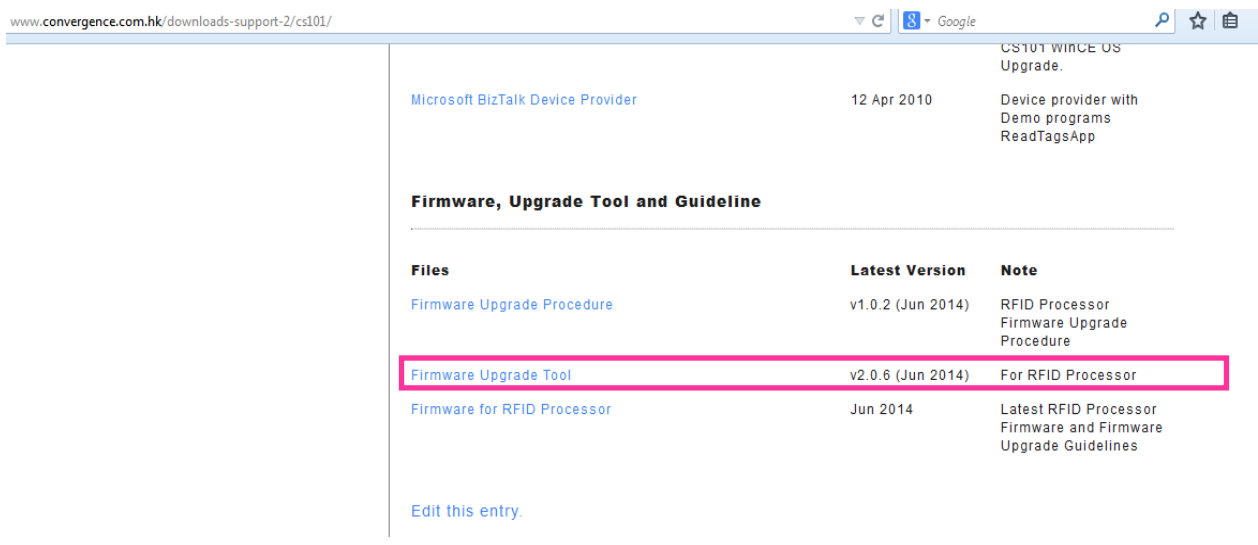 www.convergence.com.hk/downloads-support-2/cs101/
8 Google
CS101 WinCE OS
Upgrade.
Microsoft BizTalk Device Provider 12 Apr 2010 Device provider with
Demo programs
ReadTagsApp
Firmware, Upgrade Tool and Guideline
Files Latest Version Note
Firmware Upgrade Procedure v1.0.2 (Jun 2014) RFID Processor
Firmware Upgrade
Procedure
Firmware Upgrade Tool v2.0.6 (Jun 2014) For RFID Processor
Firmware for RFID Processor Jun 2014 Latest RFID Processor
Firmware and Firmware
Upgrade Guidelines
Edit this entry.